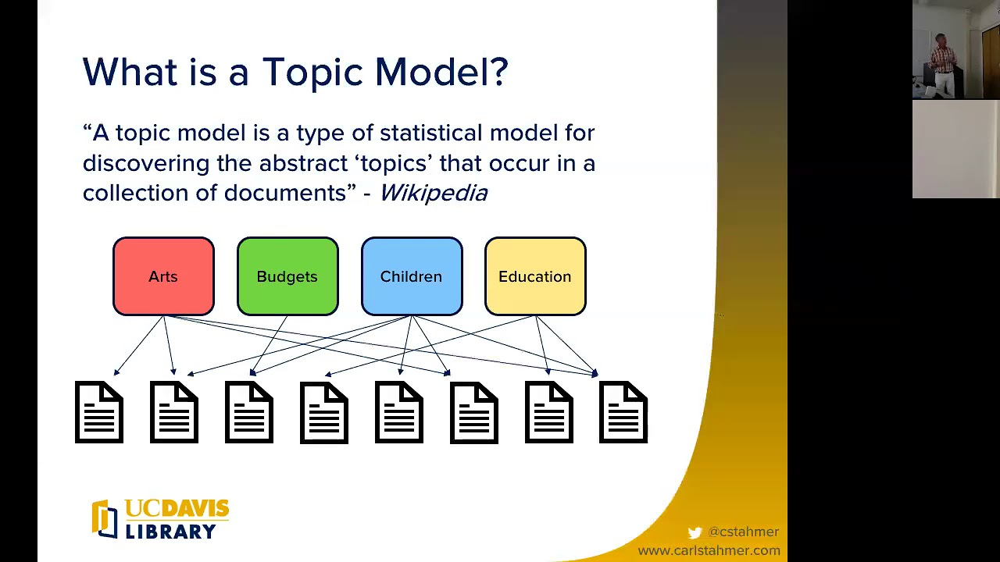 What is a Topic Model?
“A topic model is a type of statistical model for
discovering the abstract ‘topics’ that occur in a
collection of documents” - Wikipedia
Arts
Budgets
Children
Education
UCDAVIS
LIBRARY
@cstahmer
www.carlstahmer.com